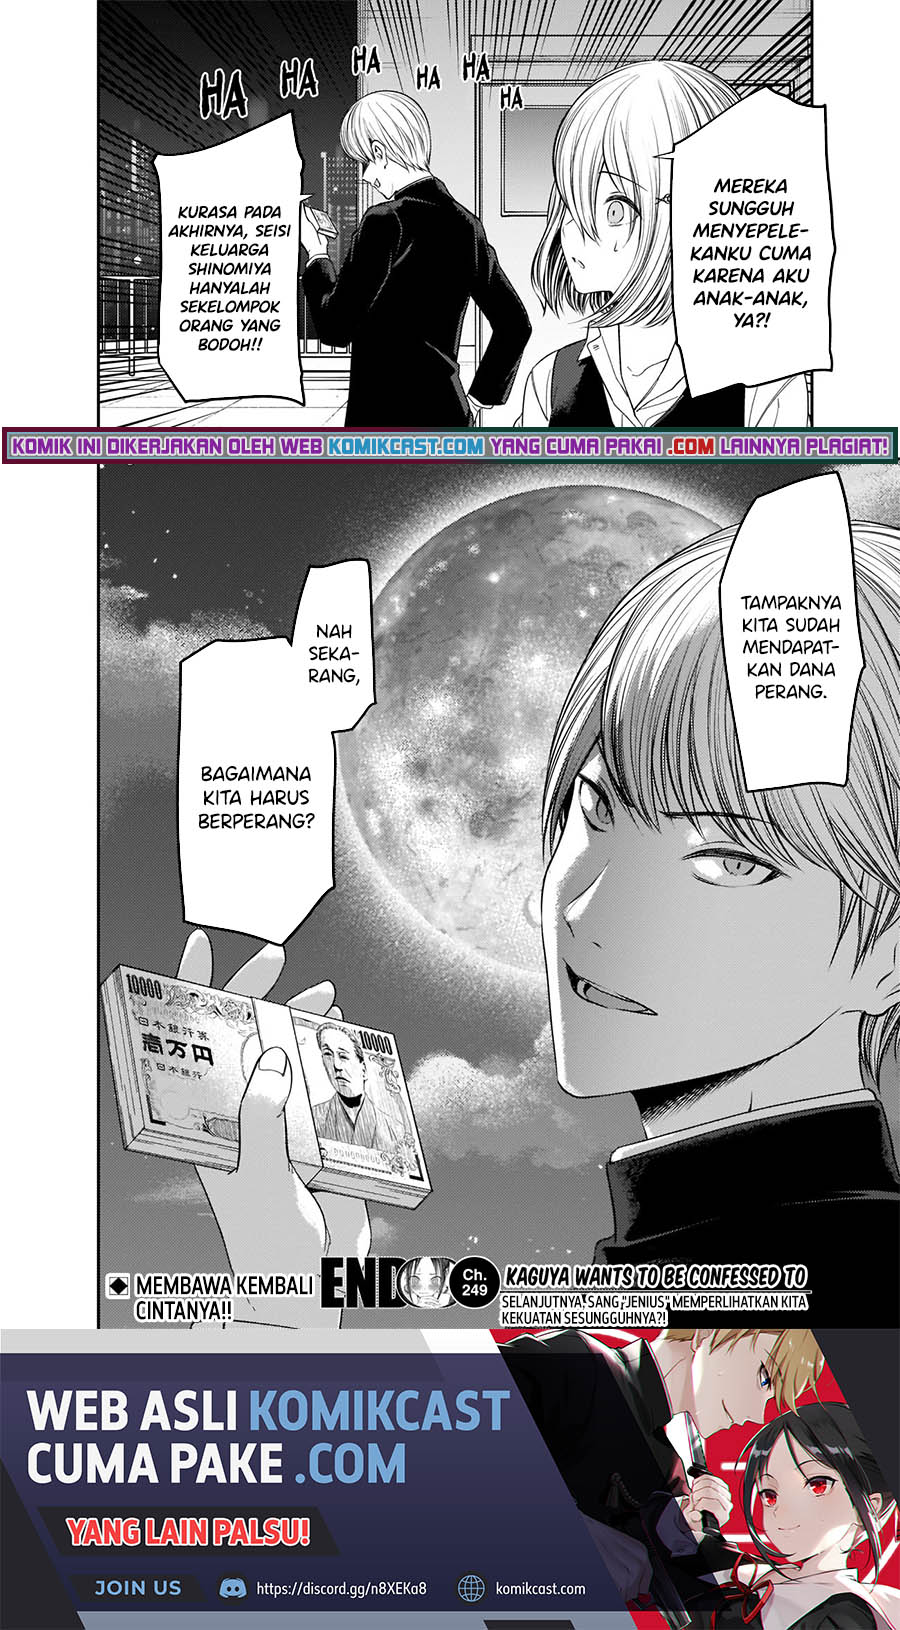 HA
HA
HA
HA
HA
HA
MEREKA
SUNGGUH
MENYEPELE-
KANKU CUMA
KARENA AKU
ANAK-ANAK,
YA?!
KURASA PADA
AKHIRNYA, SEISI
KELUARGA
SHINOMIYA
HANYALAH
SEKELOMPOK
ORANG YANG
BODOH!!
KOMIK INI DIKERJAKAN OLEH WEB KOMIKCAST.COM YANG CUMA PAKAI .COM LAINNYA PLAGIAT!
TAMPAKNYA
KITA SUDAH
MENDAPAT-
KAN DANA
PERANG.
NAH
SEKA-
RANG,
BAGAIMANA
KITA HARUS
BERPERANG?
10000
日本銀行券
壱万円
日本銀行
10000
MEMBAWA KEMBALI
CINTANYA!!
END
Ch.
249
KAGUYA WANTS TO BE CONFESSED TO
SELANJUTNYA, SANG "JENIUS" MEMPERLIHATKAN KITA
KEKUATAN SESUNGGUHNYA?!
WEB ASLI KOMIKCAST
CUMA PAKE .COM
YANG LAIN PALSU!
JOIN US
https://discord.gg/n8XEKa8
komikcast.com